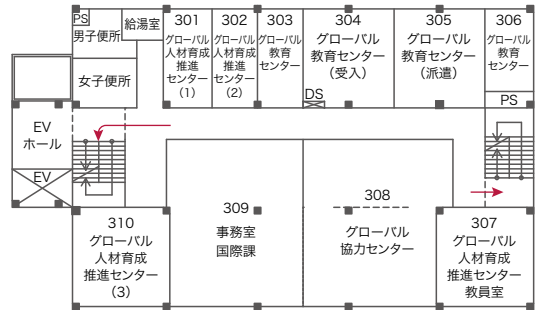 PS
男子便所
給湯室
女子便所
301
グローバル
人材育成
推進
センター
(1)
302
グローバル
人材育成
推進
センター
(2)
303
グローバル
教育
センター
304
グローバル
教育センター
(受入)
DS
305
グローバル
教育センター
(派遣)
306
グローバル
教育
センター
PS
EV
ホール
EV
310
グローバル
人材育成
推進センター
(3)
309
事務室
国際課
308
グローバル
協力センター
307
グローバル
人材育成
推進センター
教員室